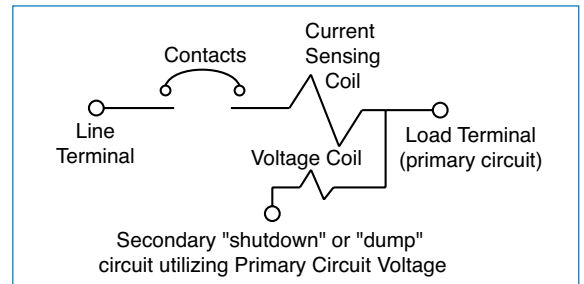 Current
Sensing
Coil
Contacts
Line
Terminal
Load Terminal
(primary circuit)
Voltage Coil
Secondary "shutdown" or "dump"
circuit utilizing Primary Circuit Voltage